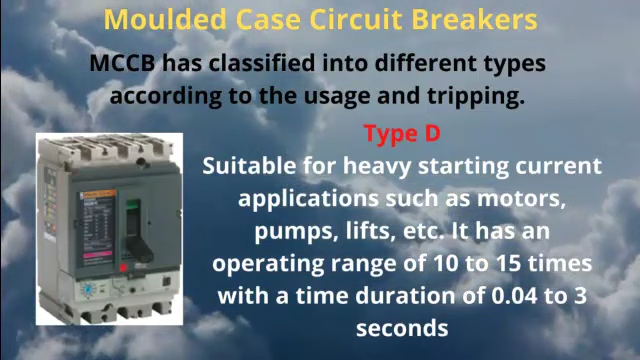 Moulded Case Circuit Breakers
MCCB has classified into different types
according to the usage and tripping.
Type D
Suitable for heavy starting current
applications such as motors,
pumps, lifts, etc. It has an
operating range of 10 to 15 times
with a time duration of 0.04 to 3
seconds